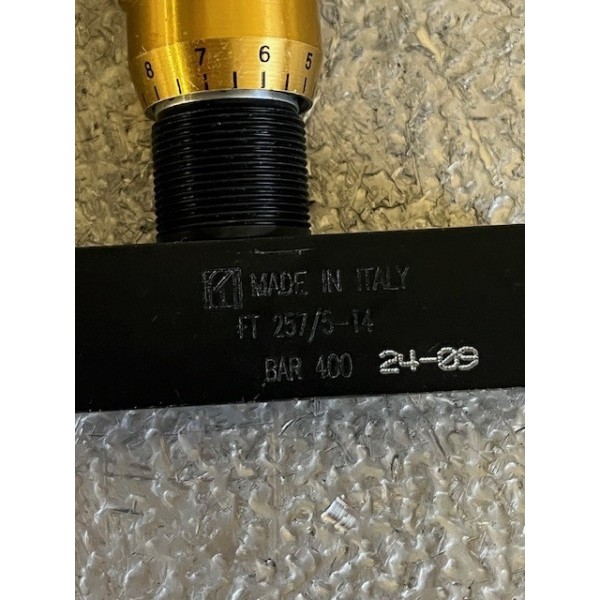 8 7 6 5
MADE IN ITALY
FT 257/5-14
BAR 400 24-09